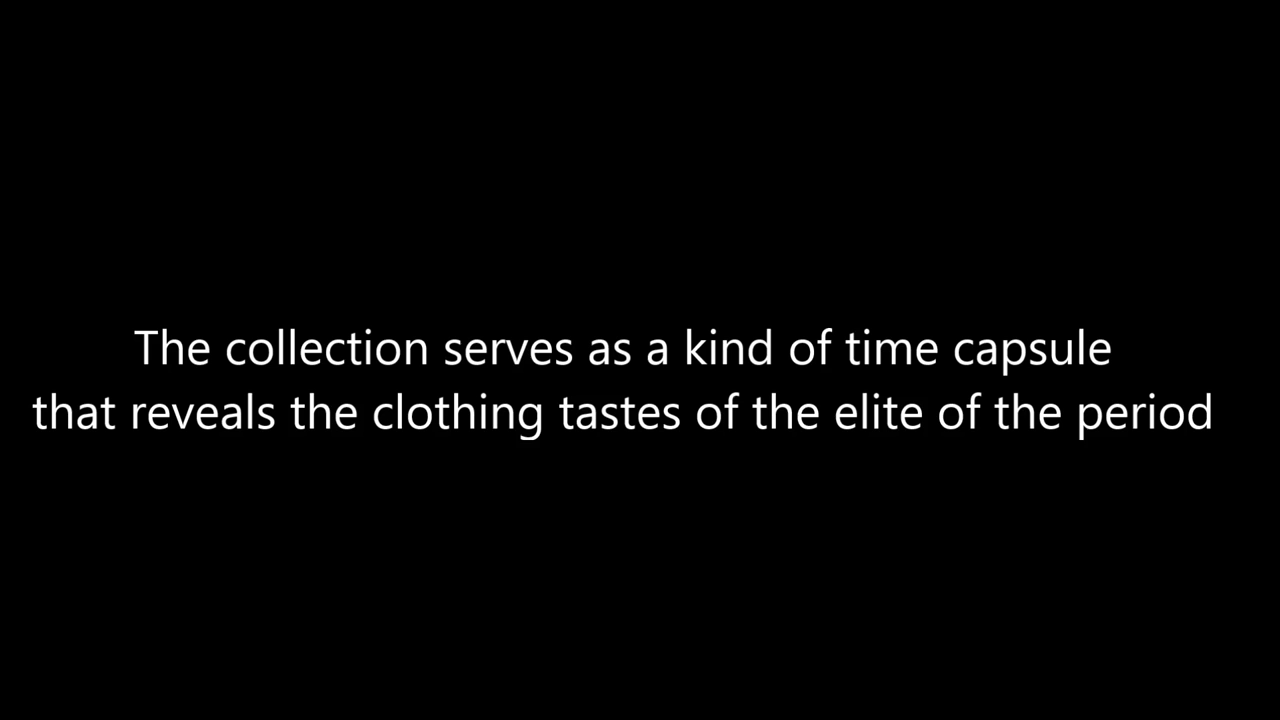 The collection serves as a kind of time capsule
that reveals the clothing tastes of the elite of the period